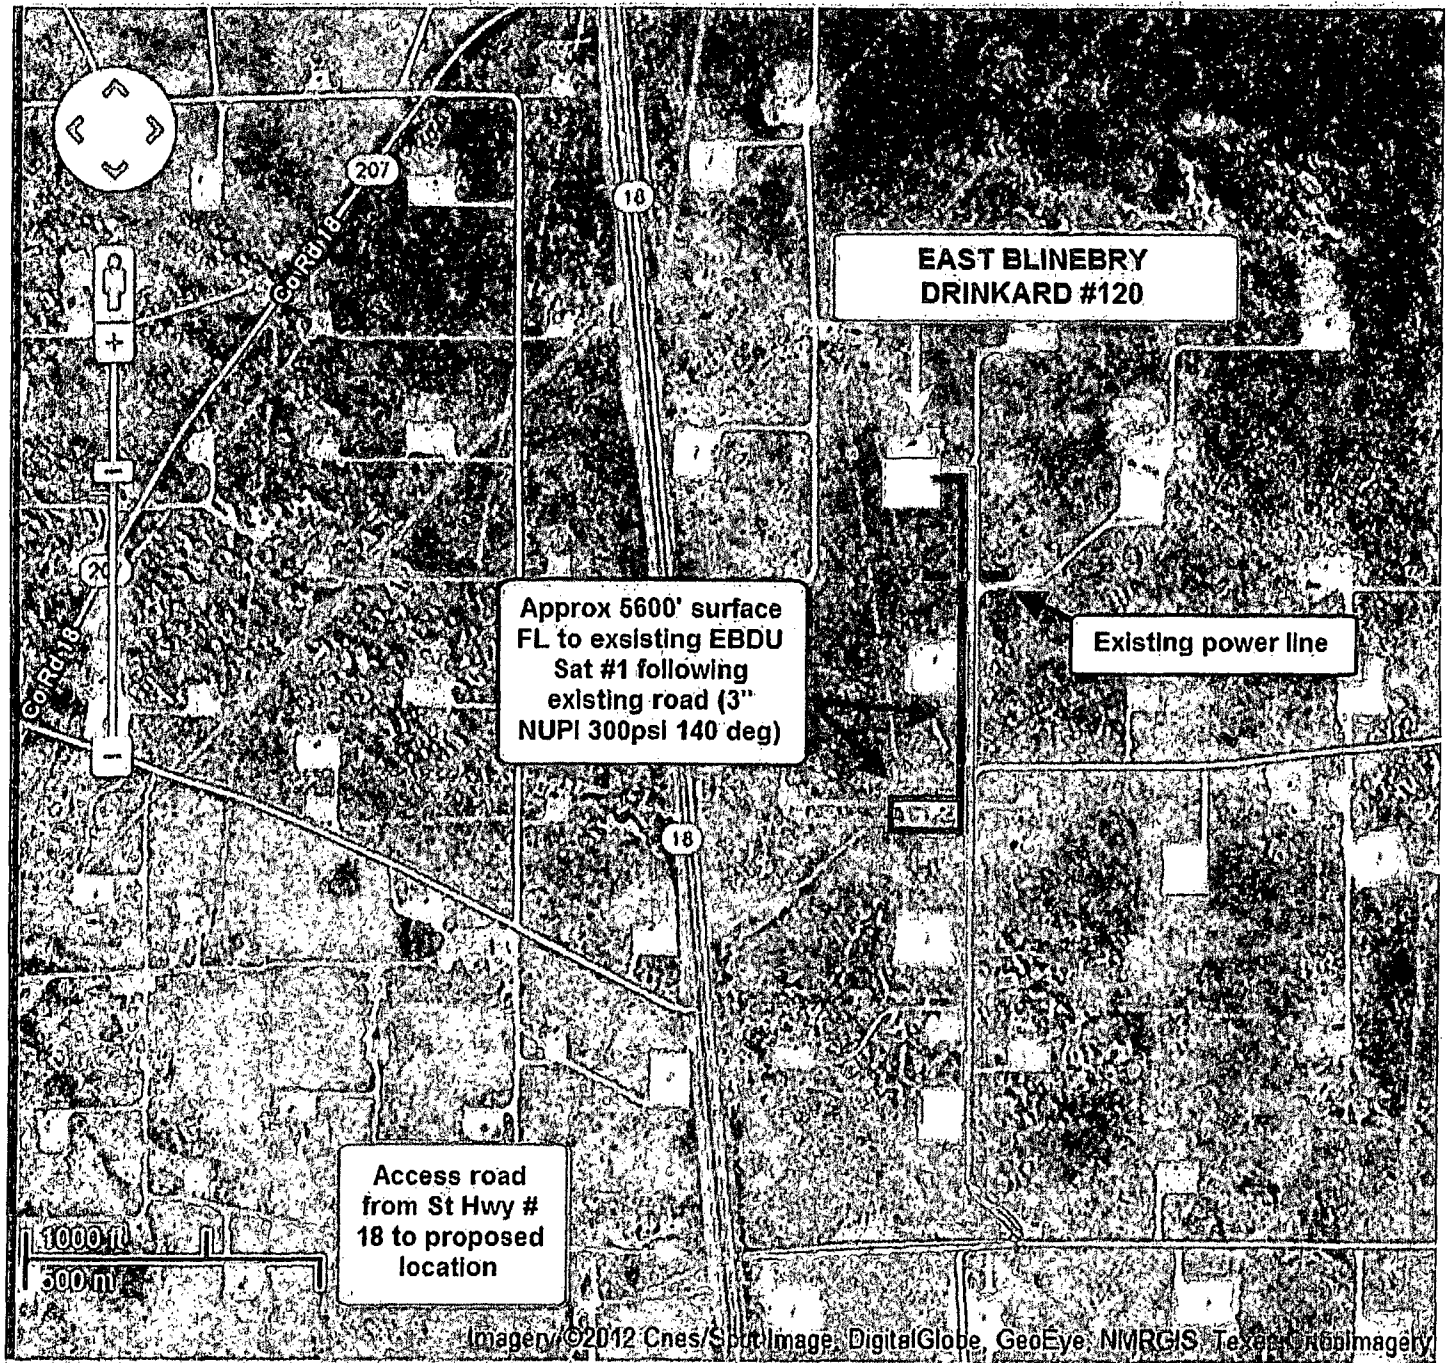 207
18
Co Rd 18
EAST BLINEBRY
DRINKARD #120
207
Approx 5600' surface
FL to exsisting EBDU
Sat #1 following
existing road (3"
NUPI 300psi 140 deg)
Existing power line
Co Rd 18
18
Access road
from St Hwy #
18 to proposed
location
1000 ft
500 m
Imagery ©2012 Cnes/Spot Image, DigitalGlobe, GeoEye, NMRGIS, Texas Orthoimagery